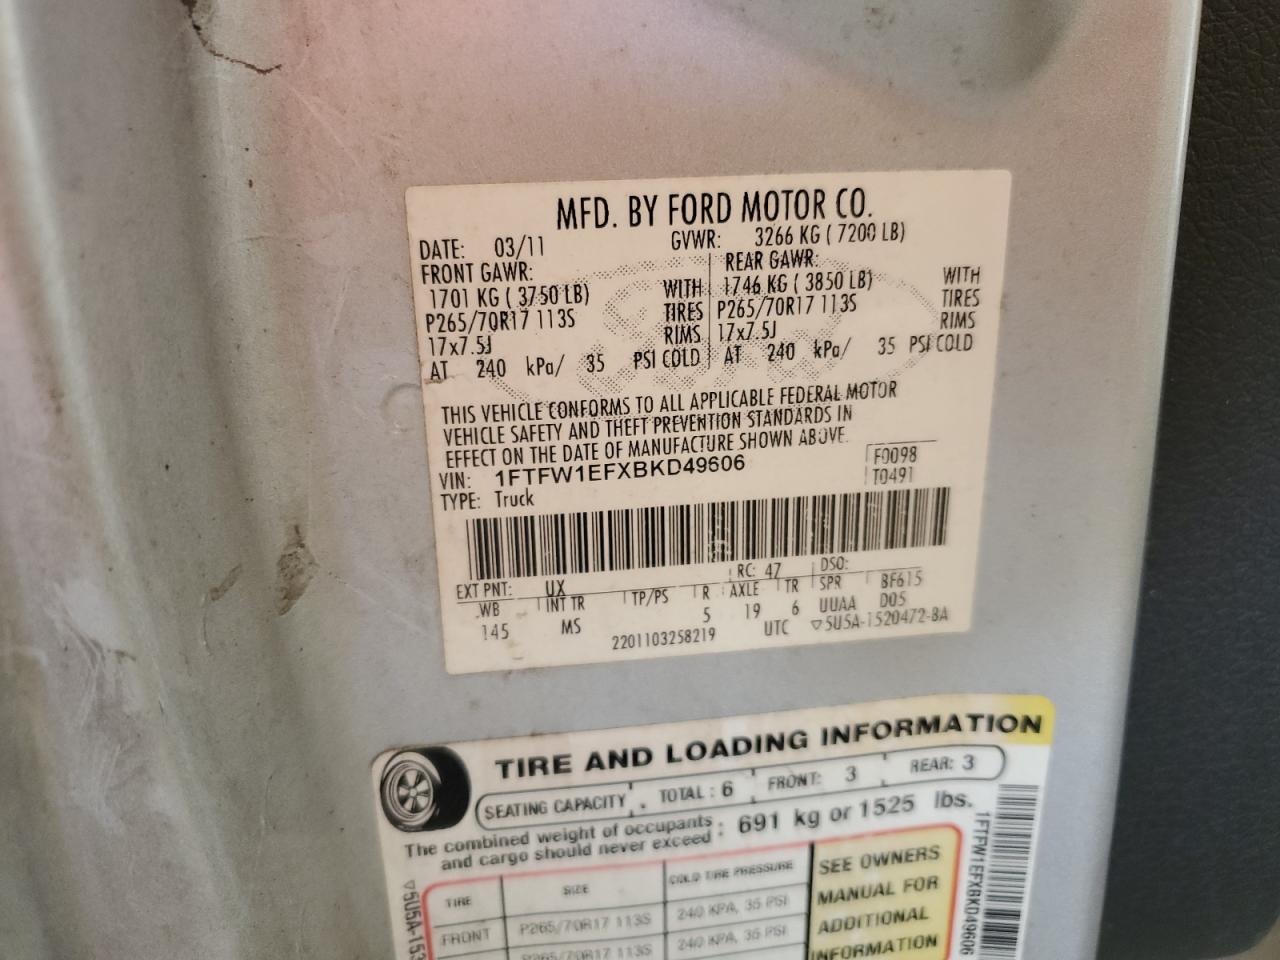 MFD. BY FORD MOTOR CO.
DATE: 03/11 GVWR: 3266 KG ( 7200 LB)
FRONT GAWR: REAR GAWR:
1701 KG ( 3750 LB) WITH 1746 KG ( 3850 LB) WITH
P265/70R17 113S TIRES P265/70R17 113S TIRES
17x7.5J RIMS 17x7.5J RIMS
AT 240 kPa/ 35 PSI COLD AT 240 kPa/ 35 PSI COLD
THIS VEHICLE CONFORMS TO ALL APPLICABLE FEDERAL MOTOR
VEHICLE SAFETY AND THEFT PREVENTION STANDARDS IN
EFFECT ON THE DATE OF MANUFACTURE SHOWN ABOVE.
VIN: 1FTFW1EFXBKD49606 F0098
TYPE: Truck T0491
EXT PNT: UX RC: 47 DSO:
WB INT TR TP/PS R AXLE TR SPR BF615
145 MS 5 19 6 UUAA D05
2201103258219 UTC ▽5U5A-1520472-BA
TIRE AND LOADING INFORMATION
SEATING CAPACITY TOTAL : 6 FRONT: 3 REAR: 3
The combined weight of occupants
and cargo should never exceed : 691 kg or 1525 lbs.
TIRE SIZE COLD TIRE PRESSURE
FRONT P265/70R17 113S 240 KPA, 35 PSI
P265/70R17 113S 240 KPA, 35 PSI
SEE OWNERS
MANUAL FOR
ADDITIONAL
INFORMATION
1FTFW1EFXBKD49606
▽5U5A-153